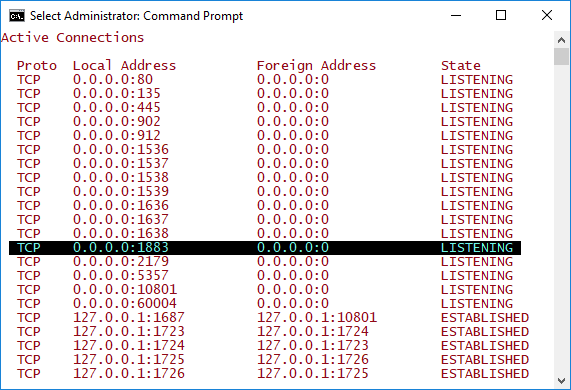 Select Administrator: Command Prompt
Active Connections
Proto Local Address Foreign Address State
TCP 0.0.0.0:80 0.0.0.0:0 LISTENING
TCP 0.0.0.0:135 0.0.0.0:0 LISTENING
TCP 0.0.0.0:445 0.0.0.0:0 LISTENING
TCP 0.0.0.0:902 0.0.0.0:0 LISTENING
TCP 0.0.0.0:912 0.0.0.0:0 LISTENING
TCP 0.0.0.0:1536 0.0.0.0:0 LISTENING
TCP 0.0.0.0:1537 0.0.0.0:0 LISTENING
TCP 0.0.0.0:1538 0.0.0.0:0 LISTENING
TCP 0.0.0.0:1539 0.0.0.0:0 LISTENING
TCP 0.0.0.0:1636 0.0.0.0:0 LISTENING
TCP 0.0.0.0:1637 0.0.0.0:0 LISTENING
TCP 0.0.0.0:1638 0.0.0.0:0 LISTENING
TCP 0.0.0.0:1883 0.0.0.0:0 LISTENING
TCP 0.0.0.0:2179 0.0.0.0:0 LISTENING
TCP 0.0.0.0:5357 0.0.0.0:0 LISTENING
TCP 0.0.0.0:10801 0.0.0.0:0 LISTENING
TCP 0.0.0.0:60004 0.0.0.0:0 LISTENING
TCP 127.0.0.1:1687 127.0.0.1:10801 ESTABLISHED
TCP 127.0.0.1:1723 127.0.0.1:1724 ESTABLISHED
TCP 127.0.0.1:1724 127.0.0.1:1723 ESTABLISHED
TCP 127.0.0.1:1725 127.0.0.1:1726 ESTABLISHED
TCP 127.0.0.1:1726 127.0.0.1:1725 ESTABLISHED